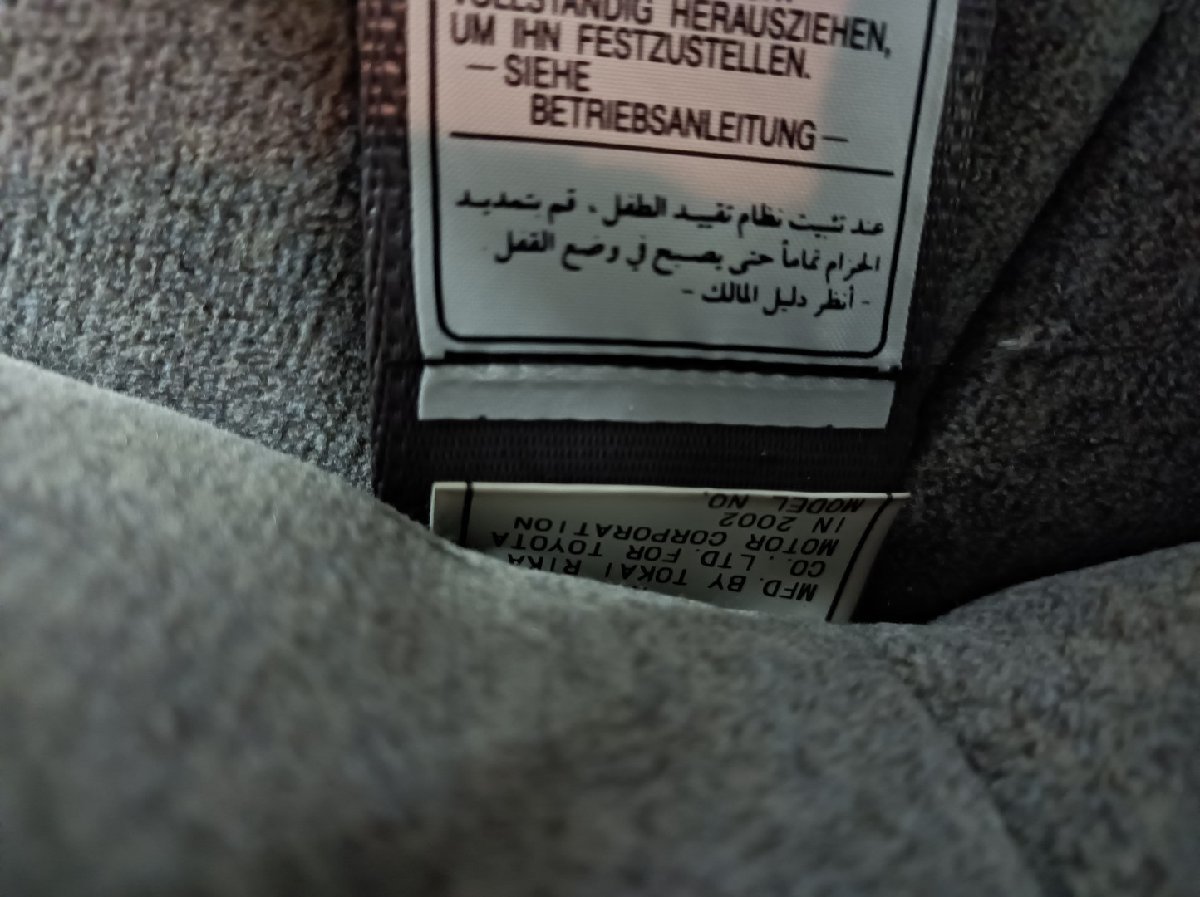 VOLLSTÄNDIG HERAUSZIEHEN,
UM IHN FESTZUSTELLEN.
— SIEHE
BETRIEBSANLEITUNG —
عند تثبيت نظام تقييد الطفل، قم بتمديد
الحزام تماماً حتى يصبح في وضع القفل
- أنظر دليل المالك -
MFD. BY TOKAI RIKA
CO., LTD. FOR TOYOTA
MOTOR CORPORATION
IN 2002
MODEL NO.